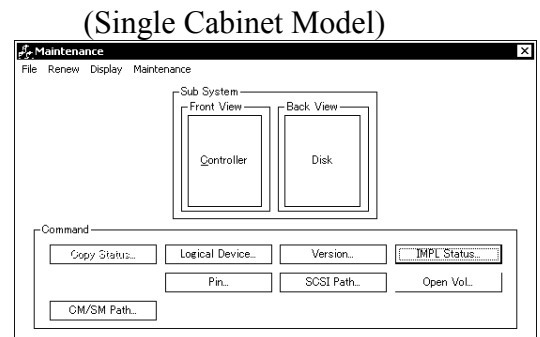 (Single Cabinet Model)
Maintenance
File Renew Display Maintenance
Sub System
Front View Back View
Controller Disk
Command
Copy Status... Logical Device... Version... IMPL Status...
Pin... SCSI Path... Open Vol...
CM/SM Path...